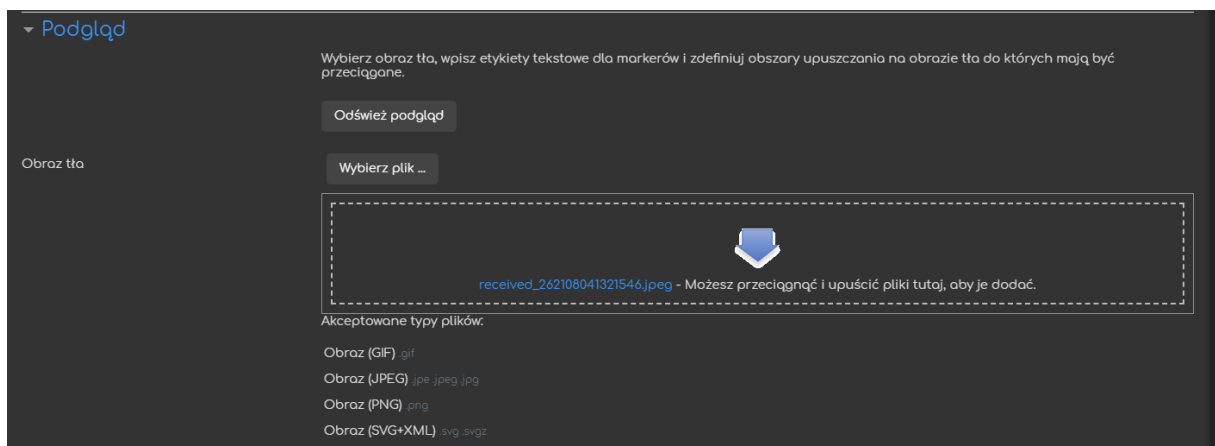 Podgląd
Wybierz obraz tła, wpisz etykiety tekstowe dla markerów i zdefiniuj obszary upuszczania na obrazie tła do których mają być
przeciągane.
Odśwież podgląd
Obraz tła
Wybierz plik ...
received_262108041321546.jpeg - Możesz przeciągnąć i upuścić pliki tutaj, aby je dodać.
Akceptowane typy plików:
Obraz (GIF) .gif
Obraz (JPEG) .jpe .jpeg .jpg
Obraz (PNG) .png
Obraz (SVG+XML) .svg .svgz